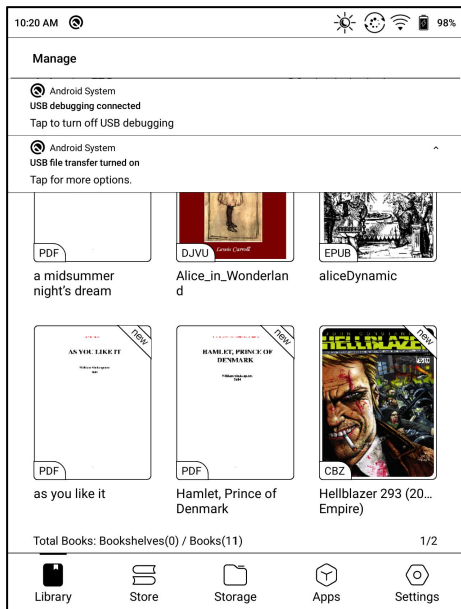 10:20 AM
98%
Manage
Android System
USB debugging connected
Tap to turn off USB debugging
Android System
USB file transfer turned on
Tap for more options.
Lewis Carroll
PDF
DJVU
EPUB
a midsummer
night's dream
Alice_in_Wonderlan
d
aliceDynamic
new
new
new
AS YOU LIKE IT
HAMLET, PRINCE OF
DENMARK
HELLBLAZE
PDF
PDF
CBZ
as you like it
Hamlet, Prince of
Denmark
Hellblazer 293 (20...
Empire)
Total Books: Bookshelves(0) / Books(11)
1/2
Library
Store
Storage
Apps
Settings